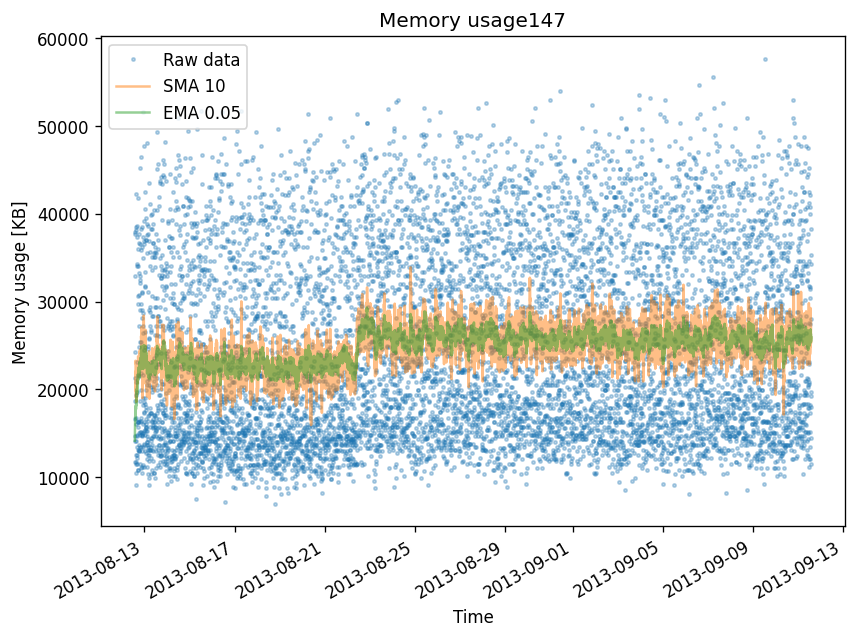 Memory usage147
Raw data
SMA 10
EMA 0.05
Memory usage [KB]
60000
50000
40000
30000
20000
10000
2013-08-13
2013-08-17
2013-08-21
2013-08-25
2013-08-29
2013-09-01
2013-09-05
2013-09-09
2013-09-13
Time